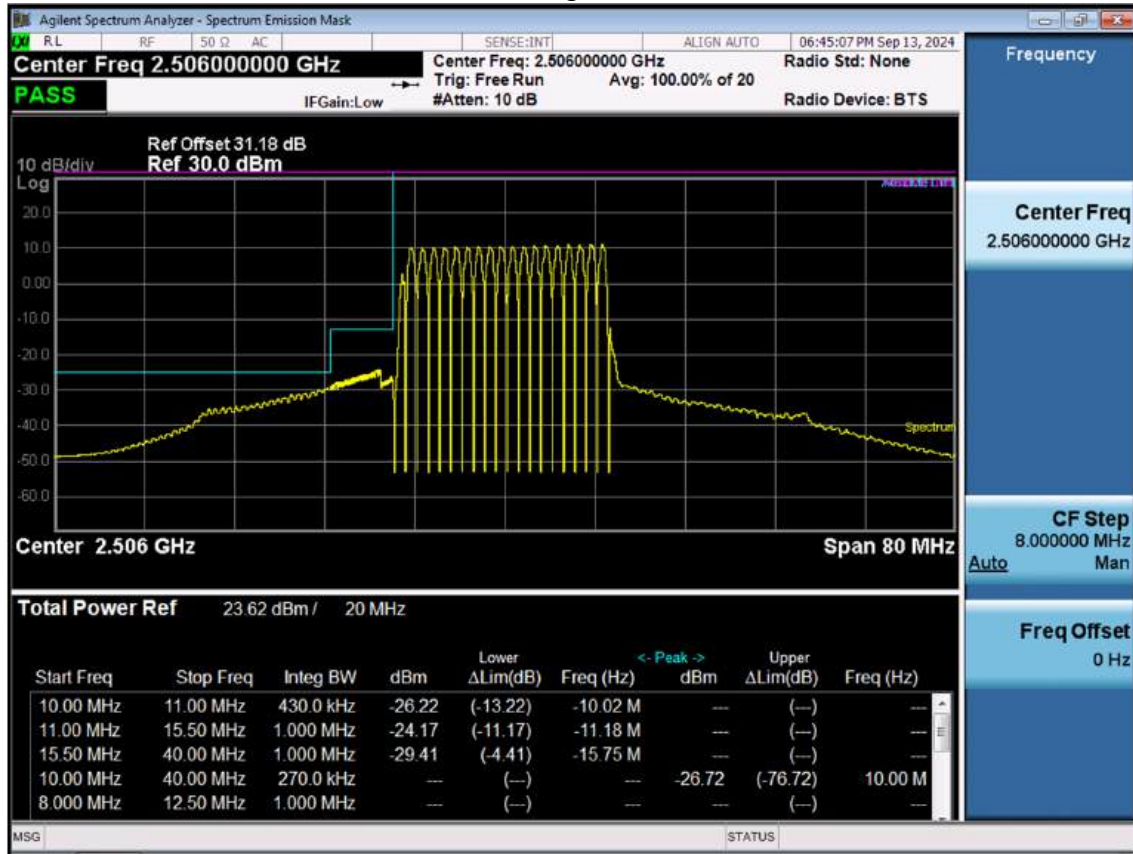 Agilent Spectrum Analyzer - Spectrum Emission Mask
RL RF 50 Ω AC SENSE:INT ALIGN AUTO 06:45:07 PM Sep 13, 2024
Center Freq 2.506000000 GHz
Center Freq: 2.506000000 GHz
Radio Std: None
Trig: Free Run Avg: 100.00% of 20
PASS
IFGain:Low #Atten: 10 dB Radio Device: BTS
Ref Offset 31.18 dB
10 dB/div Ref 30.0 dBm
Log
Absolute Limit
20.0
10.0
0.00
-10.0
-20.0
-30.0
-40.0
Spectrum
-50.0
-60.0
Center 2.506 GHz Span 80 MHz
Total Power Ref 23.62 dBm / 20 MHz
Lower <- Peak -> Upper
Start Freq Stop Freq Integ BW dBm ΔLim(dB) Freq (Hz) dBm ΔLim(dB) Freq (Hz)
10.00 MHz 11.00 MHz 430.0 kHz -26.22 (-13.22) -10.02 M --- (---) ---
11.00 MHz 15.50 MHz 1.000 MHz -24.17 (-11.17) -11.18 M --- (---) ---
15.50 MHz 40.00 MHz 1.000 MHz -29.41 (-4.41) -15.75 M --- (---) ---
10.00 MHz 40.00 MHz 270.0 kHz --- (---) --- -26.72 (-76.72) 10.00 M
8.000 MHz 12.50 MHz 1.000 MHz --- (---) --- --- (---) ---
MSG STATUS
Frequency
Center Freq
2.506000000 GHz
CF Step
8.000000 MHz
Auto Man
Freq Offset
0 Hz